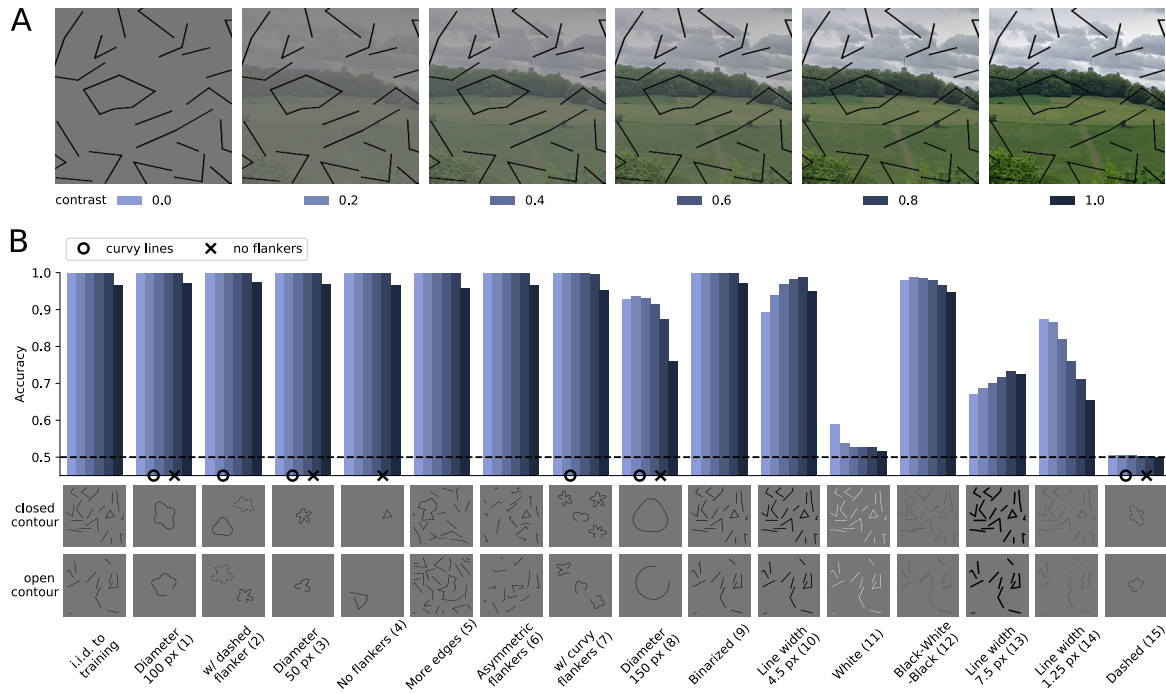 A
contrast 0.0 0.2 0.4 0.6 0.8 1.0
B
curvy lines no flankers
1.0
0.9
0.8
0.7
0.6
0.5
Accuracy
closed
contour
open
contour
i.i.d. to
training
Diameter
100 px (1)
w/ dashed
flanker (2)
Diameter
50 px (3)
No flankers (4)
More edges (5)
Asymmetric
flankers (6)
w/ curvy
flankers (7)
Diameter
150 px (8)
Binarized (9)
Line width
4.5 px (10)
White (11)
Black-White
-Black (12)
Line width
7.5 px (13)
Line width
1.25 px (14)
Dashed (15)